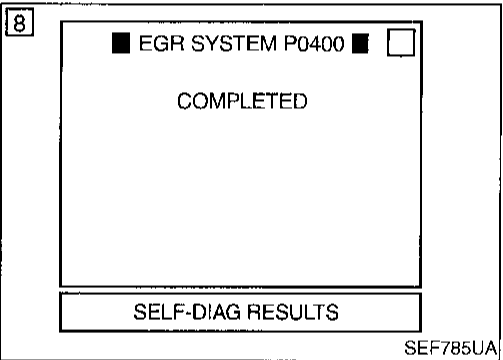 8
■ EGR SYSTEM P0400 ■ □
COMPLETED
SELF-DIAG RESULTS
SEF785UA